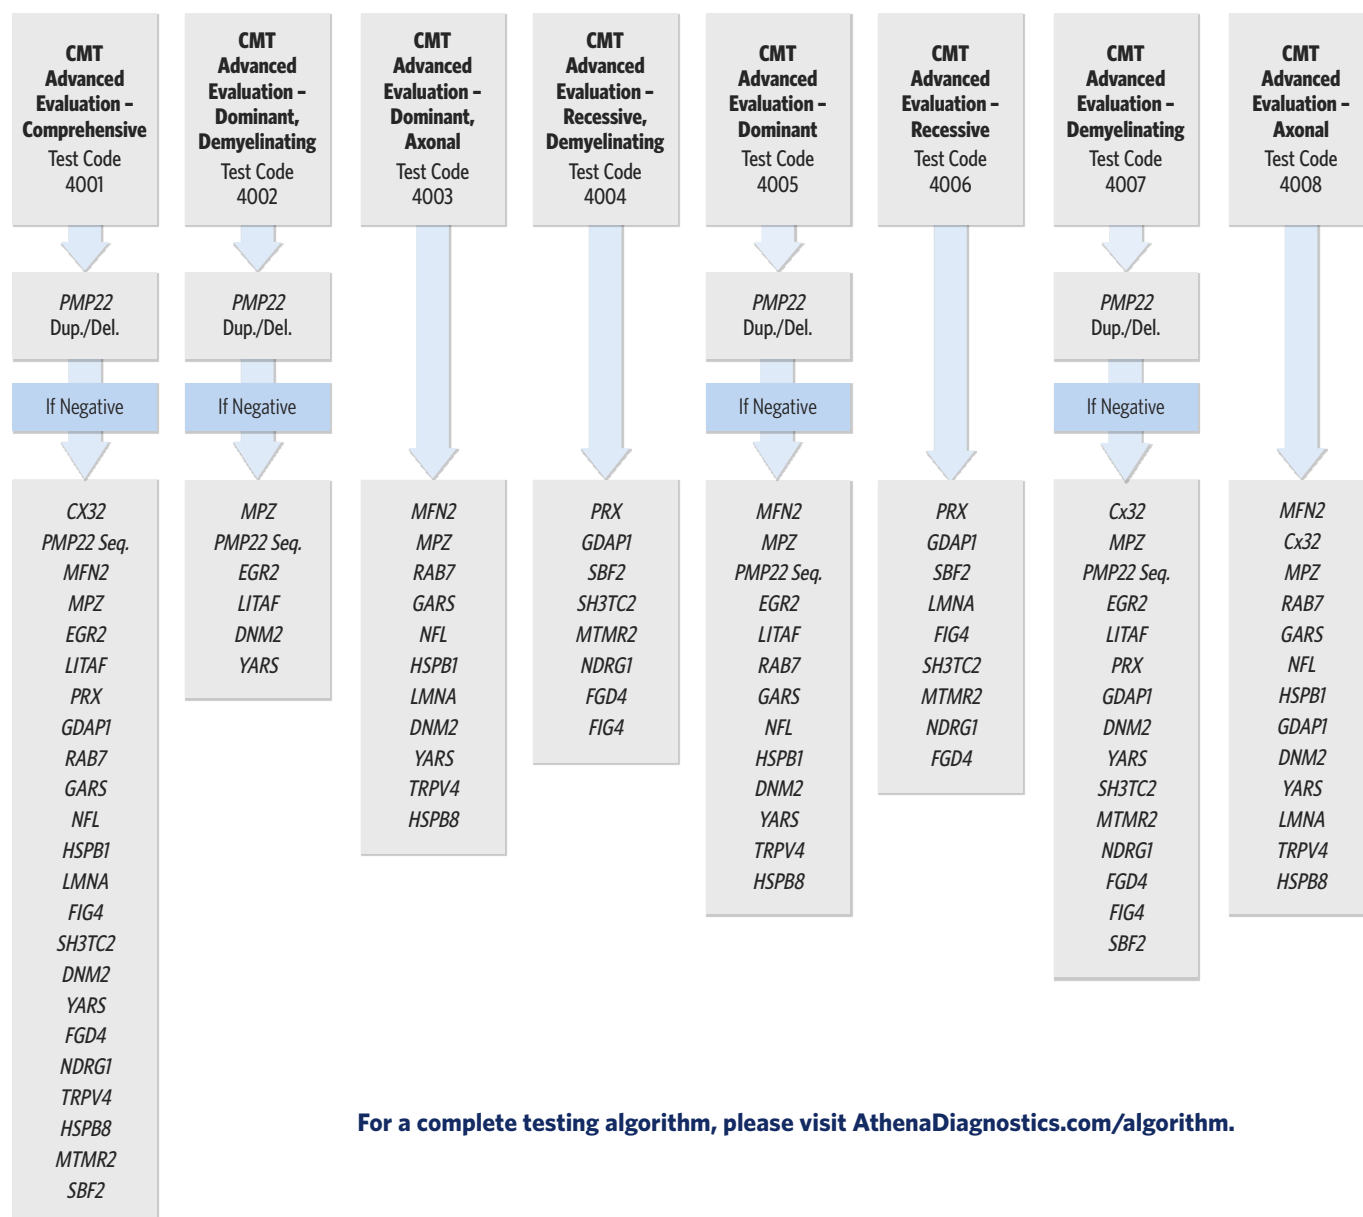 CMT
Advanced
Evaluation –
Comprehensive
Test Code
4001
PMP22
Dup./Del.
If Negative
CX32
PMP22 Seq.
MFN2
MPZ
EGR2
LITAF
PRX
GDAP1
RAB7
GARS
NFL
HSPB1
LMNA
FIG4
SH3TC2
DNM2
YARS
FGD4
NDRG1
TRPV4
HSPB8
MTMR2
SBF2
CMT
Advanced
Evaluation –
Dominant,
Demyelinating
Test Code
4002
PMP22
Dup./Del.
If Negative
MPZ
PMP22 Seq.
EGR2
LITAF
DNM2
YARS
CMT
Advanced
Evaluation –
Dominant,
Axonal
Test Code
4003
MFN2
MPZ
RAB7
GARS
NFL
HSPB1
LMNA
DNM2
YARS
TRPV4
HSPB8
CMT
Advanced
Evaluation –
Recessive,
Demyelinating
Test Code
4004
PRX
GDAP1
SBF2
SH3TC2
MTMR2
NDRG1
FGD4
FIG4
CMT
Advanced
Evaluation –
Dominant
Test Code
4005
PMP22
Dup./Del.
If Negative
MFN2
MPZ
PMP22 Seq.
EGR2
LITAF
RAB7
GARS
NFL
HSPB1
DNM2
YARS
TRPV4
HSPB8
CMT
Advanced
Evaluation –
Recessive
Test Code
4006
PRX
GDAP1
SBF2
LMNA
FIG4
SH3TC2
MTMR2
NDRG1
FGD4
CMT
Advanced
Evaluation –
Demyelinating
Test Code
4007
PMP22
Dup./Del.
If Negative
Cx32
MPZ
PMP22 Seq.
EGR2
LITAF
PRX
GDAP1
DNM2
YARS
SH3TC2
MTMR2
NDRG1
FGD4
FIG4
SBF2
CMT
Advanced
Evaluation –
Axonal
Test Code
4008
MFN2
Cx32
MPZ
RAB7
GARS
NFL
HSPB1
GDAP1
DNM2
YARS
LMNA
TRPV4
HSPB8
For a complete testing algorithm, please visit AthenaDiagnostics.com/algorithm.